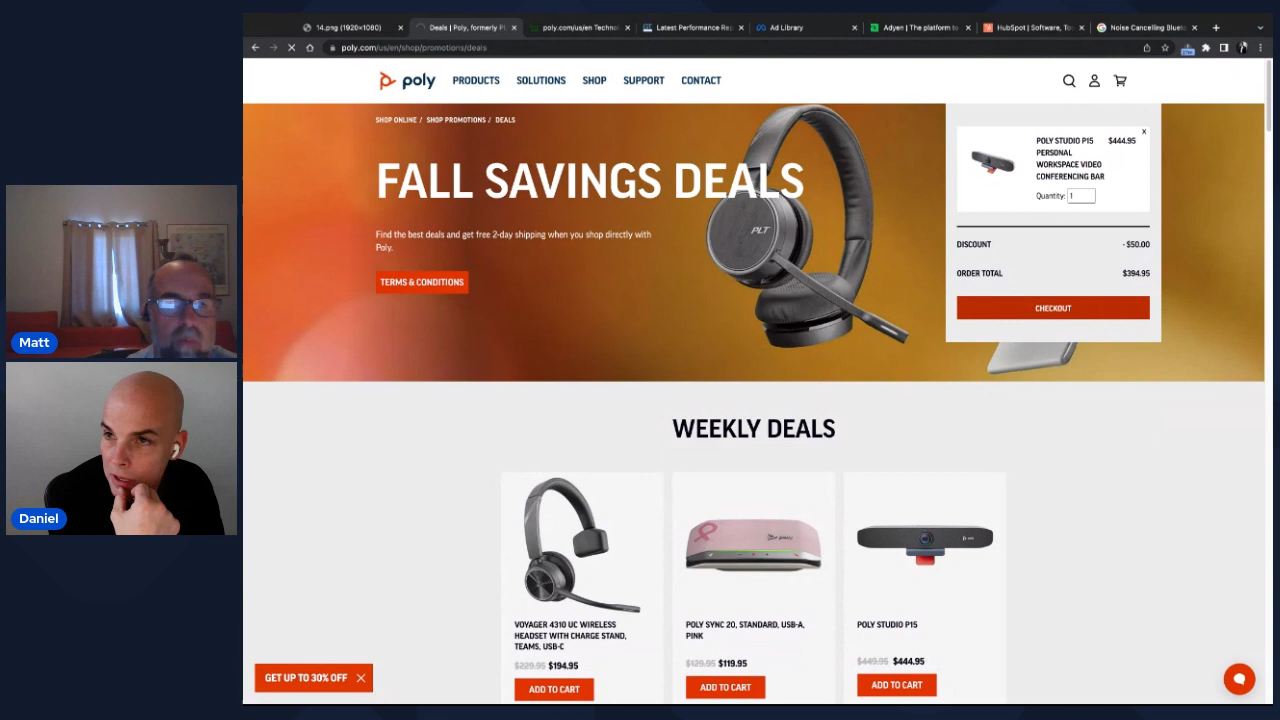 14.png (1920×1080)
Deals | Poly, formerly Pl
poly.com/us/en Technol
Latest Performance Rep
Ad Library
Adyen | The platform to
HubSpot | Software, Too
Noise Cancelling Blueto
poly.com/us/en/shop/promotions/deals
poly
PRODUCTS
SOLUTIONS
SHOP
SUPPORT
CONTACT
SHOP ONLINE / SHOP PROMOTIONS / DEALS
FALL SAVINGS DEALS
Find the best deals and get free 2-day shipping when you shop directly with
Poly.
TERMS & CONDITIONS
PLT
X
POLY STUDIO P15 $444.95
PERSONAL
WORKSPACE VIDEO
CONFERENCING BAR
Quantity: 1
DISCOUNT - $50.00
ORDER TOTAL $394.95
CHECKOUT
Matt
Daniel
WEEKLY DEALS
VOYAGER 4310 UC WIRELESS
HEADSET WITH CHARGE STAND,
TEAMS, USB-C
$229.95 $194.95
ADD TO CART
POLY SYNC 20, STANDARD, USB-A,
PINK
$129.95 $119.95
ADD TO CART
POLY STUDIO P15
$449.95 $444.95
ADD TO CART
GET UP TO 30% OFF